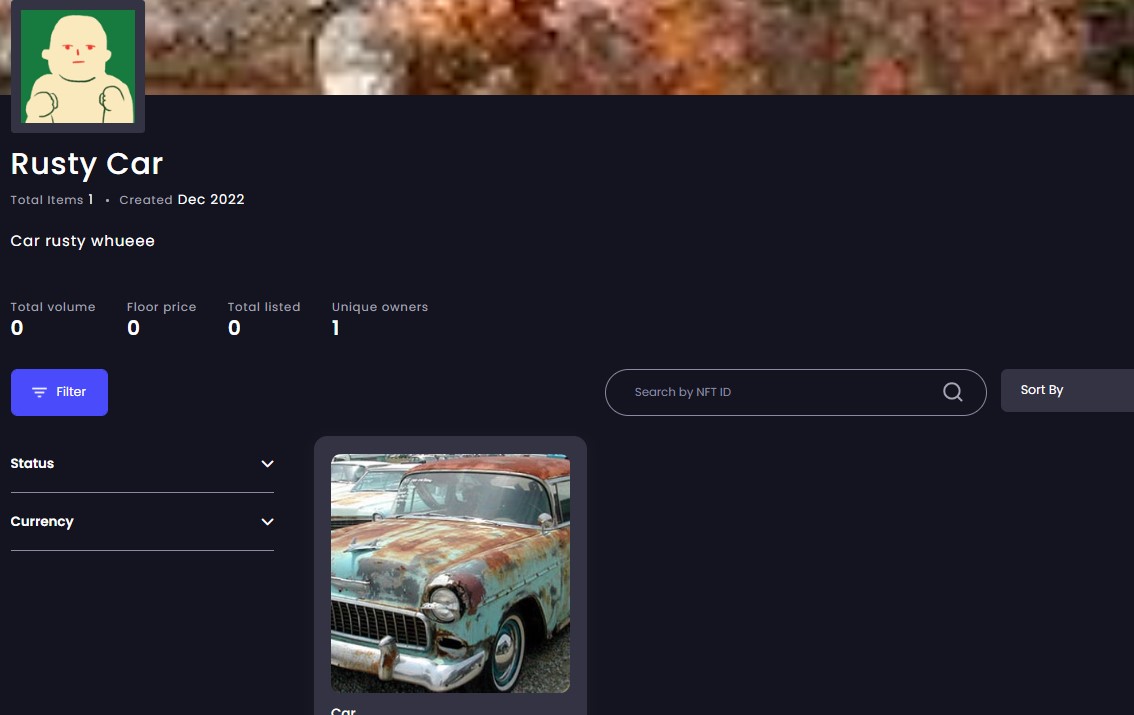 Rusty Car
Total Items 1 • Created Dec 2022
Car rusty whueee
Total volume Floor price Total listed Unique owners
0 0 0 1
Filter Search by NFT ID Sort By
Status
Currency
Car